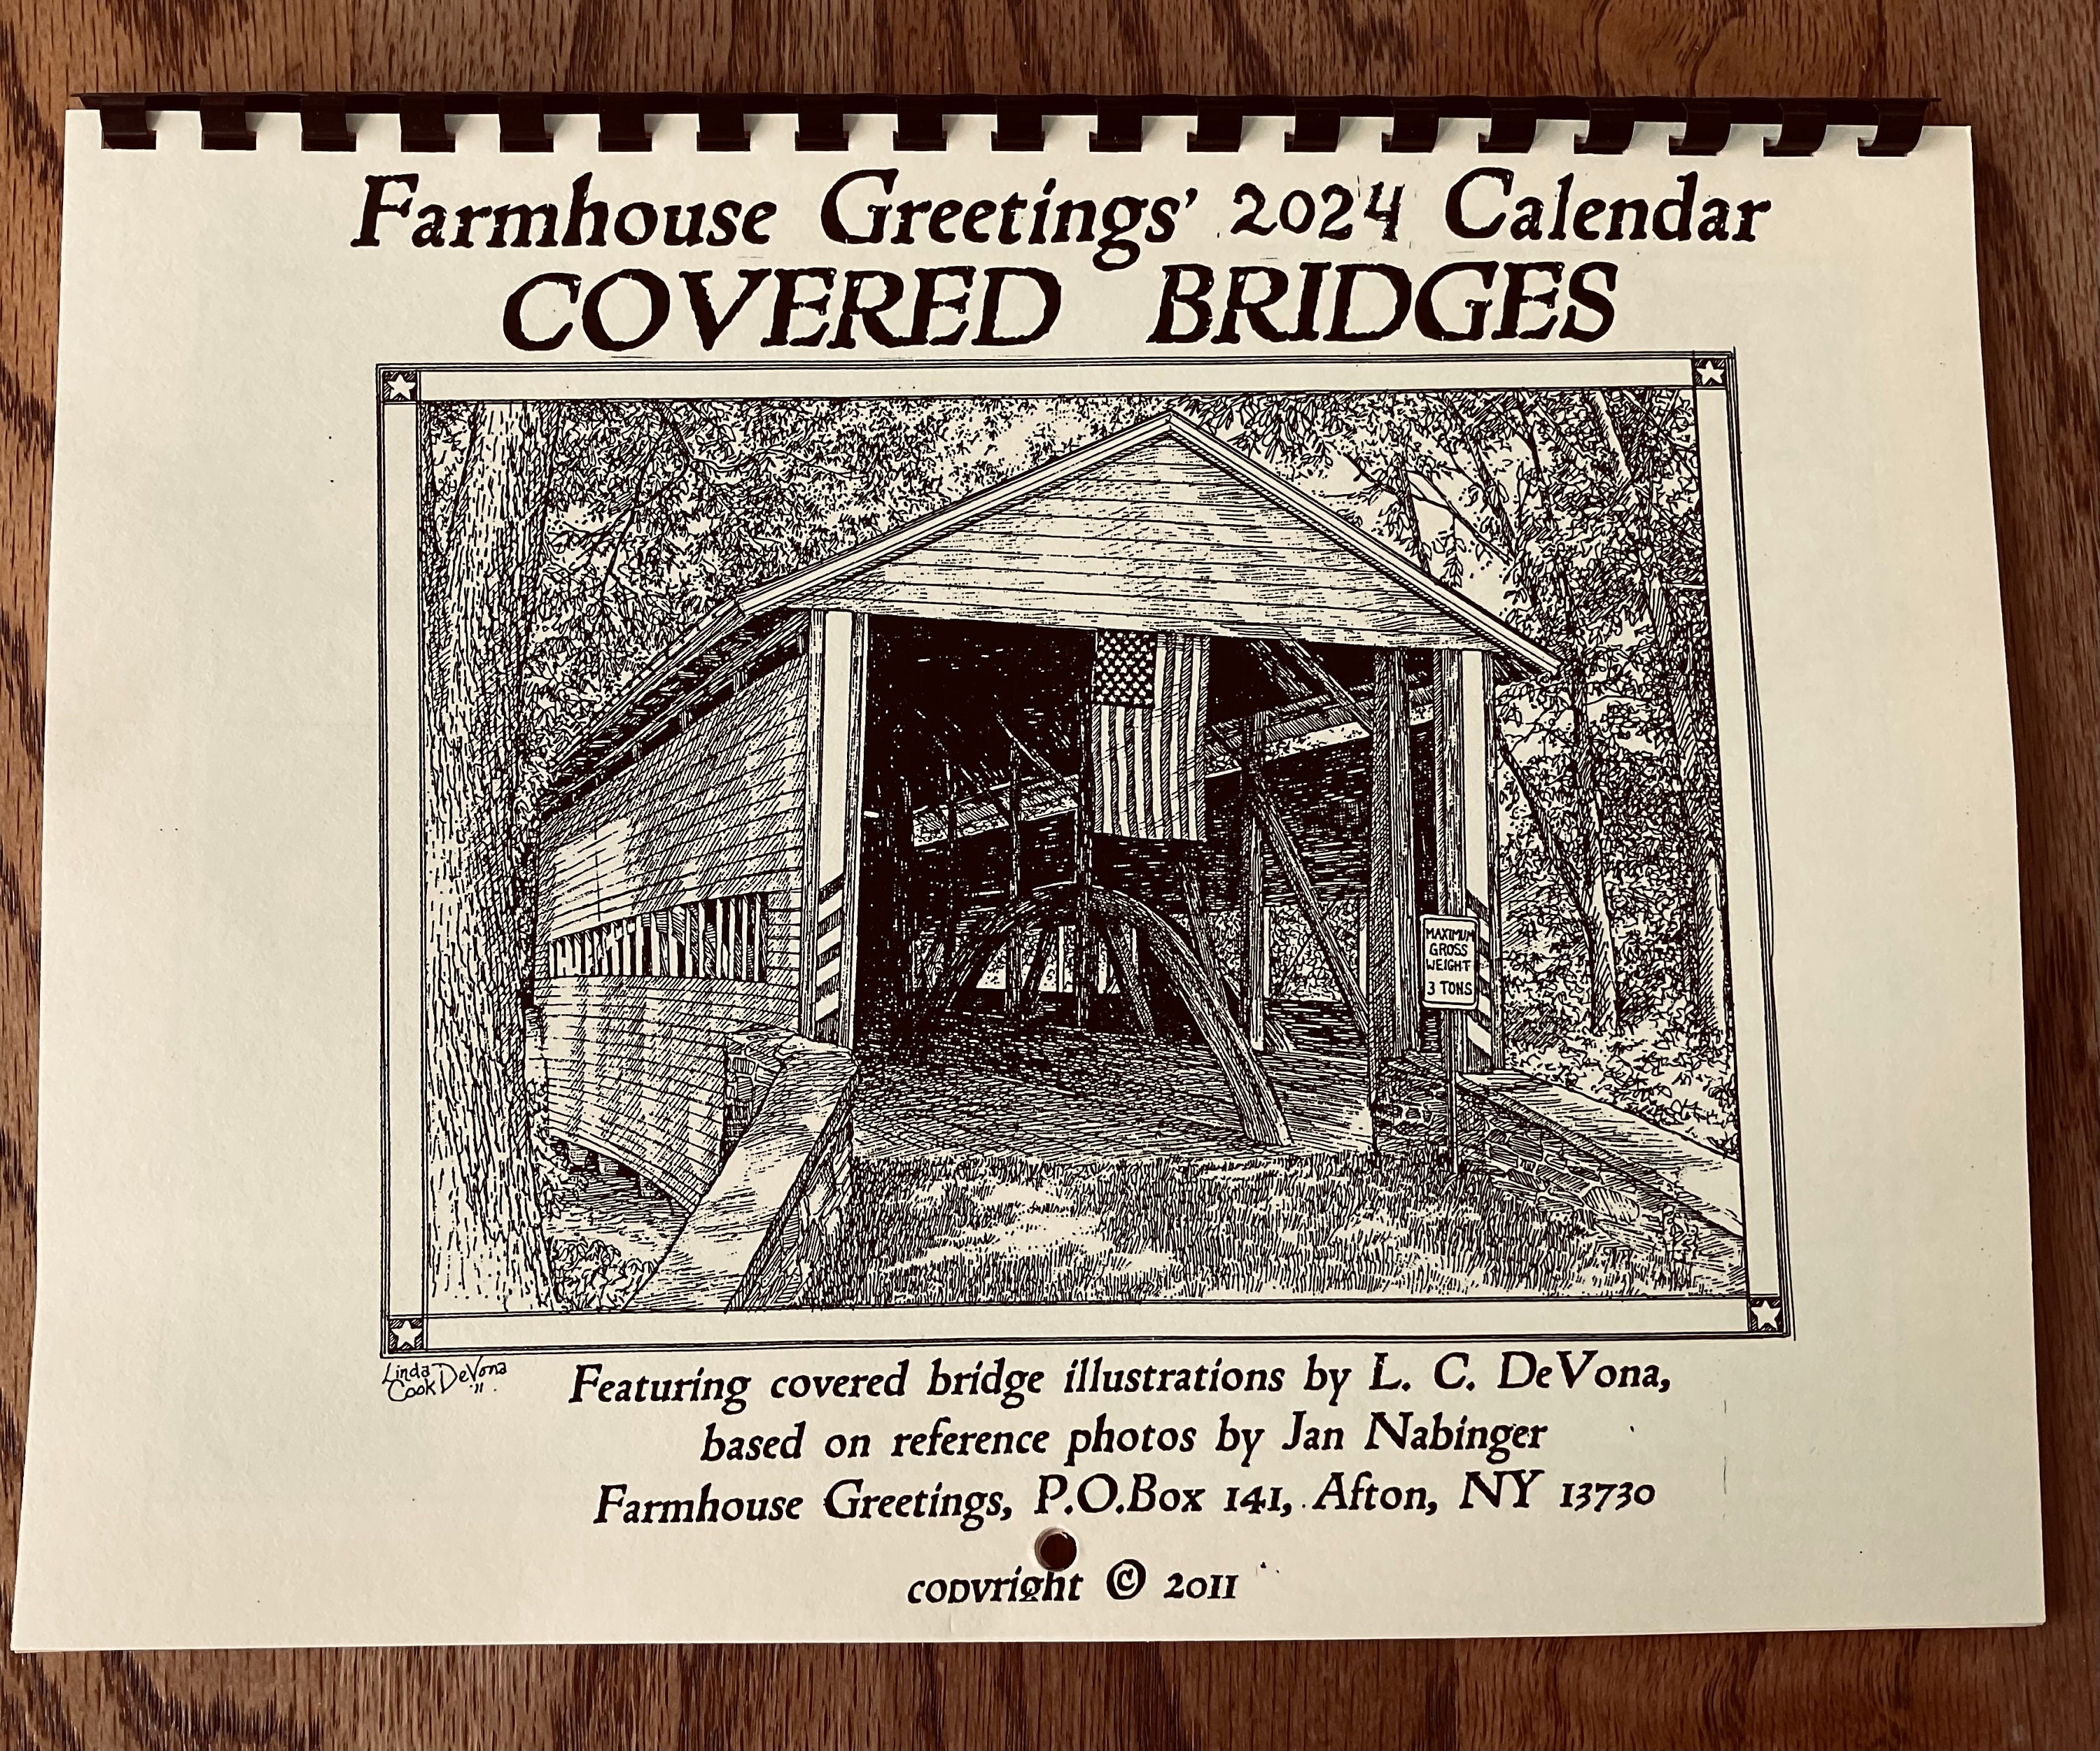 Farmhouse Greetings' 2024 Calendar
COVERED BRIDGES
MAXIMUM
GROSS
WEIGHT
3 TONS
Linda
Cook DeVona
'11.
Featuring covered bridge illustrations by L. C. DeVona,
based on reference photos by Jan Nabinger
Farmhouse Greetings, P.O.Box 141, Afton, NY 13730
copyright © 2011